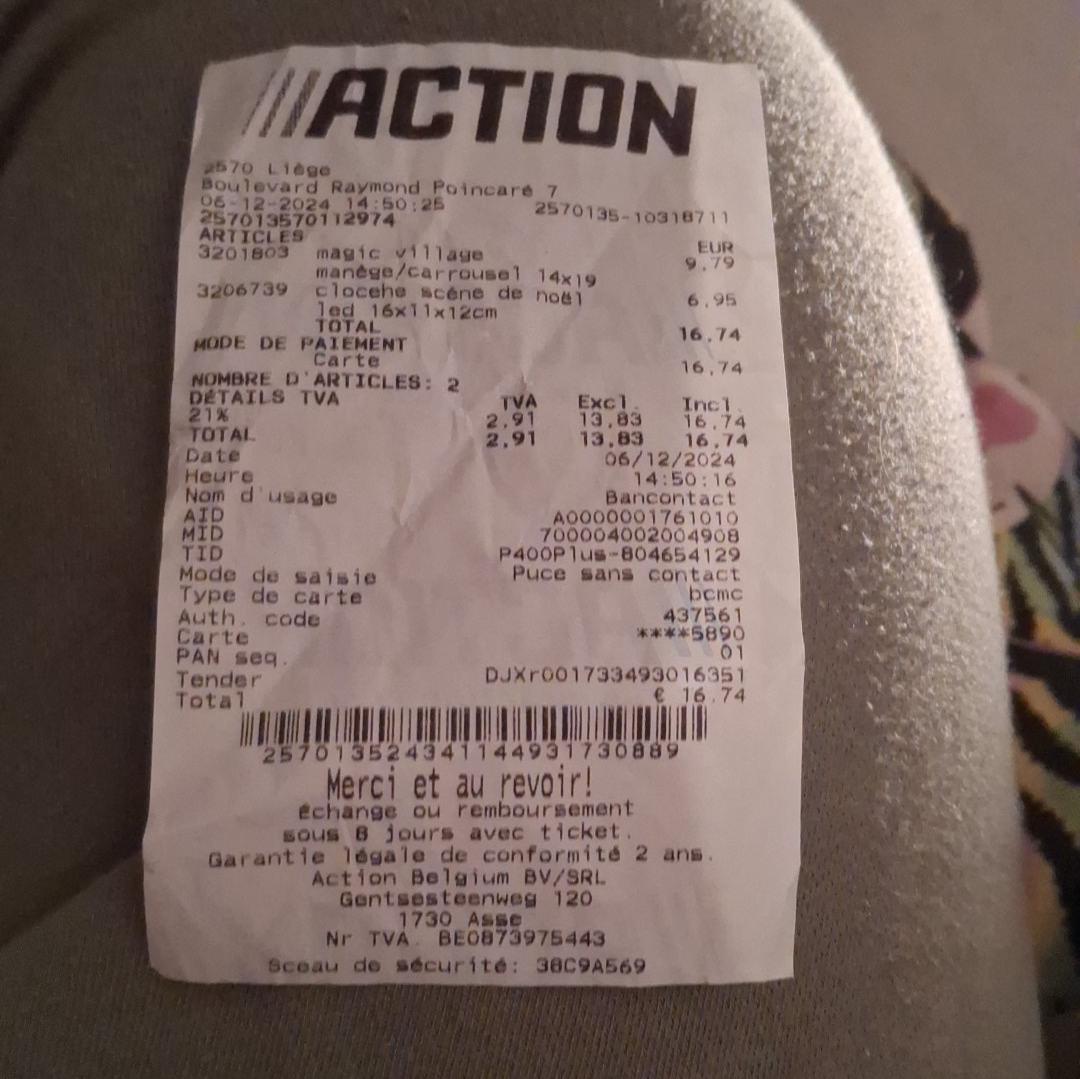 ACTION
2570 Liège
Boulevard Raymond Poincaré 7
06-12-2024 14:50:25 2570135-10318711
257013570112974
ARTICLES EUR
3201803 magic village 9,79
manège/carrousel 14x19
3206739 clocehe scéne de noël 6,95
led 16x11x12cm
TOTAL 16,74
MODE DE PAIEMENT
Carte 16,74
NOMBRE D'ARTICLES: 2
DÉTAILS TVA TVA Excl. Incl.
21% 2,91 13,83 16,74
TOTAL 2,91 13,83 16,74
Date 06/12/2024
Heure 14:50:16
Nom d'usage Bancontact
AID A0000001761010
MID 700004002004908
TID P400Plus-804654129
Mode de saisie Puce sans contact
Type de carte bcmc
Auth. code 437561
Carte ****5890
PAN seq. 01
Tender DJXr001733493016351
Total € 16.74
257013524341144931730889
Merci et au revoir!
échange ou remboursement
sous 8 jours avec ticket.
Garantie légale de conformité 2 ans.
Action Belgium BV/SRL
Gentsesteenweg 120
1730 Asse
Nr TVA. BE0873975443
Sceau de sécurité: 38C9A569